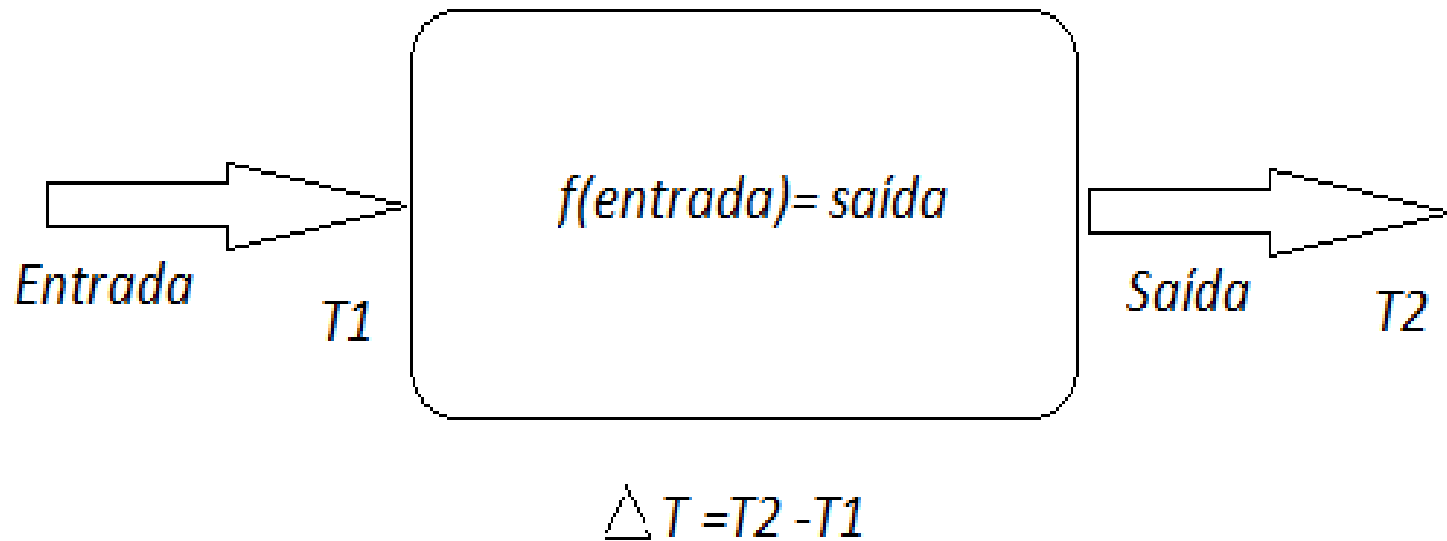 f(entrada)= saída
Entrada
Saída
T1
T2
△ T =T2 -T1